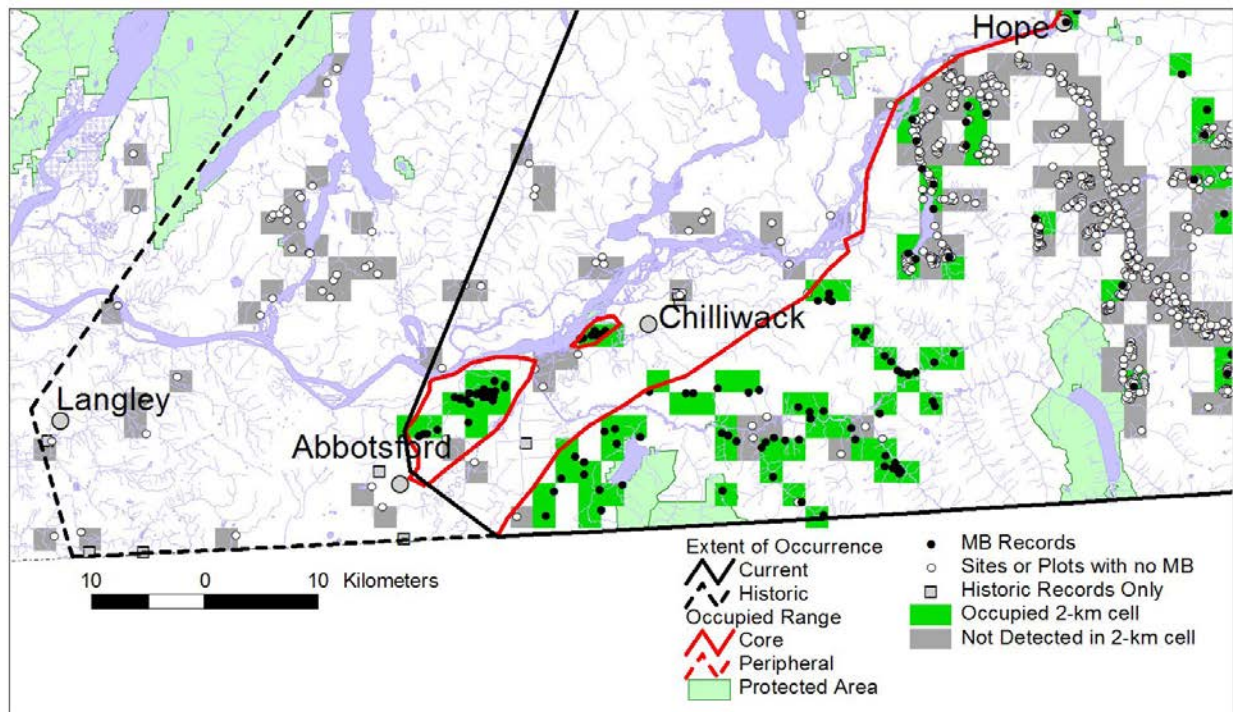 Hope
Chilliwack
Langley
Abbotsford
10 0 10 Kilometers
Extent of Occurrence
Current
Historic
Occupied Range
Core
Peripheral
Protected Area
MB Records
Sites or Plots with no MB
Historic Records Only
Occupied 2-km cell
Not Detected in 2-km cell